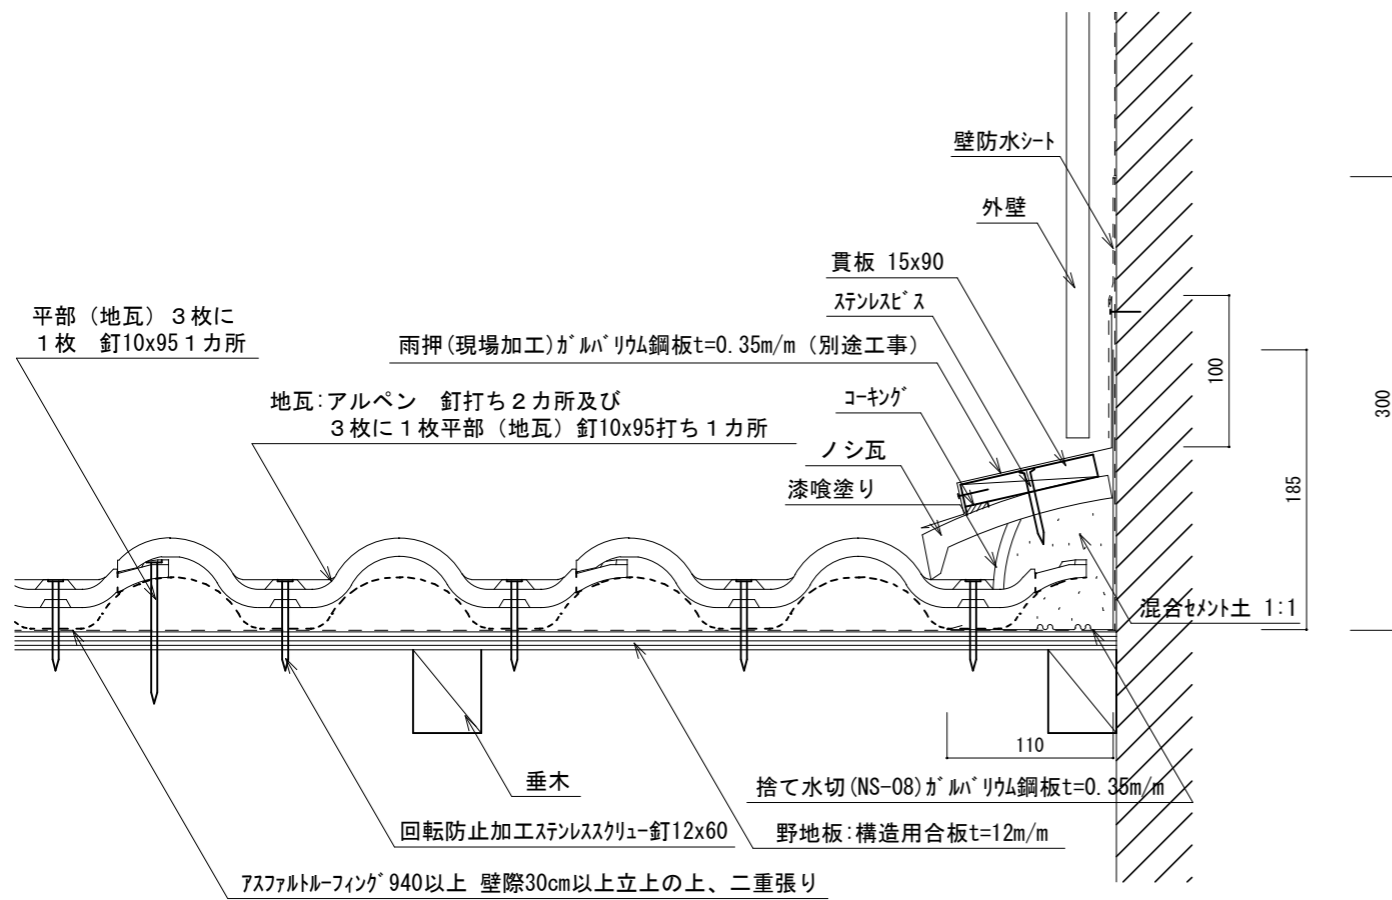 壁防水シート
外壁
貫板 15x90
ステンレスビス
平部（地瓦）３枚に
１枚　釘10x95１カ所
雨押(現場加工)ガルバリウム鋼板t=0.35m/m（別途工事）
地瓦:アルペン　釘打ち２カ所及び
３枚に１枚平部（地瓦）釘10x95打ち１カ所
コーキング
ノシ瓦
漆喰塗り
100
300
185
混合セメント土 1:1
110
垂木
捨て水切(NS-08)ガルバリウム鋼板t=0.35m/m
回転防止加工ステンレススクリュー釘12x60
野地板:構造用合板t=12m/m
アスファルトルーフィング940以上 壁際30cm以上立上の上、二重張り